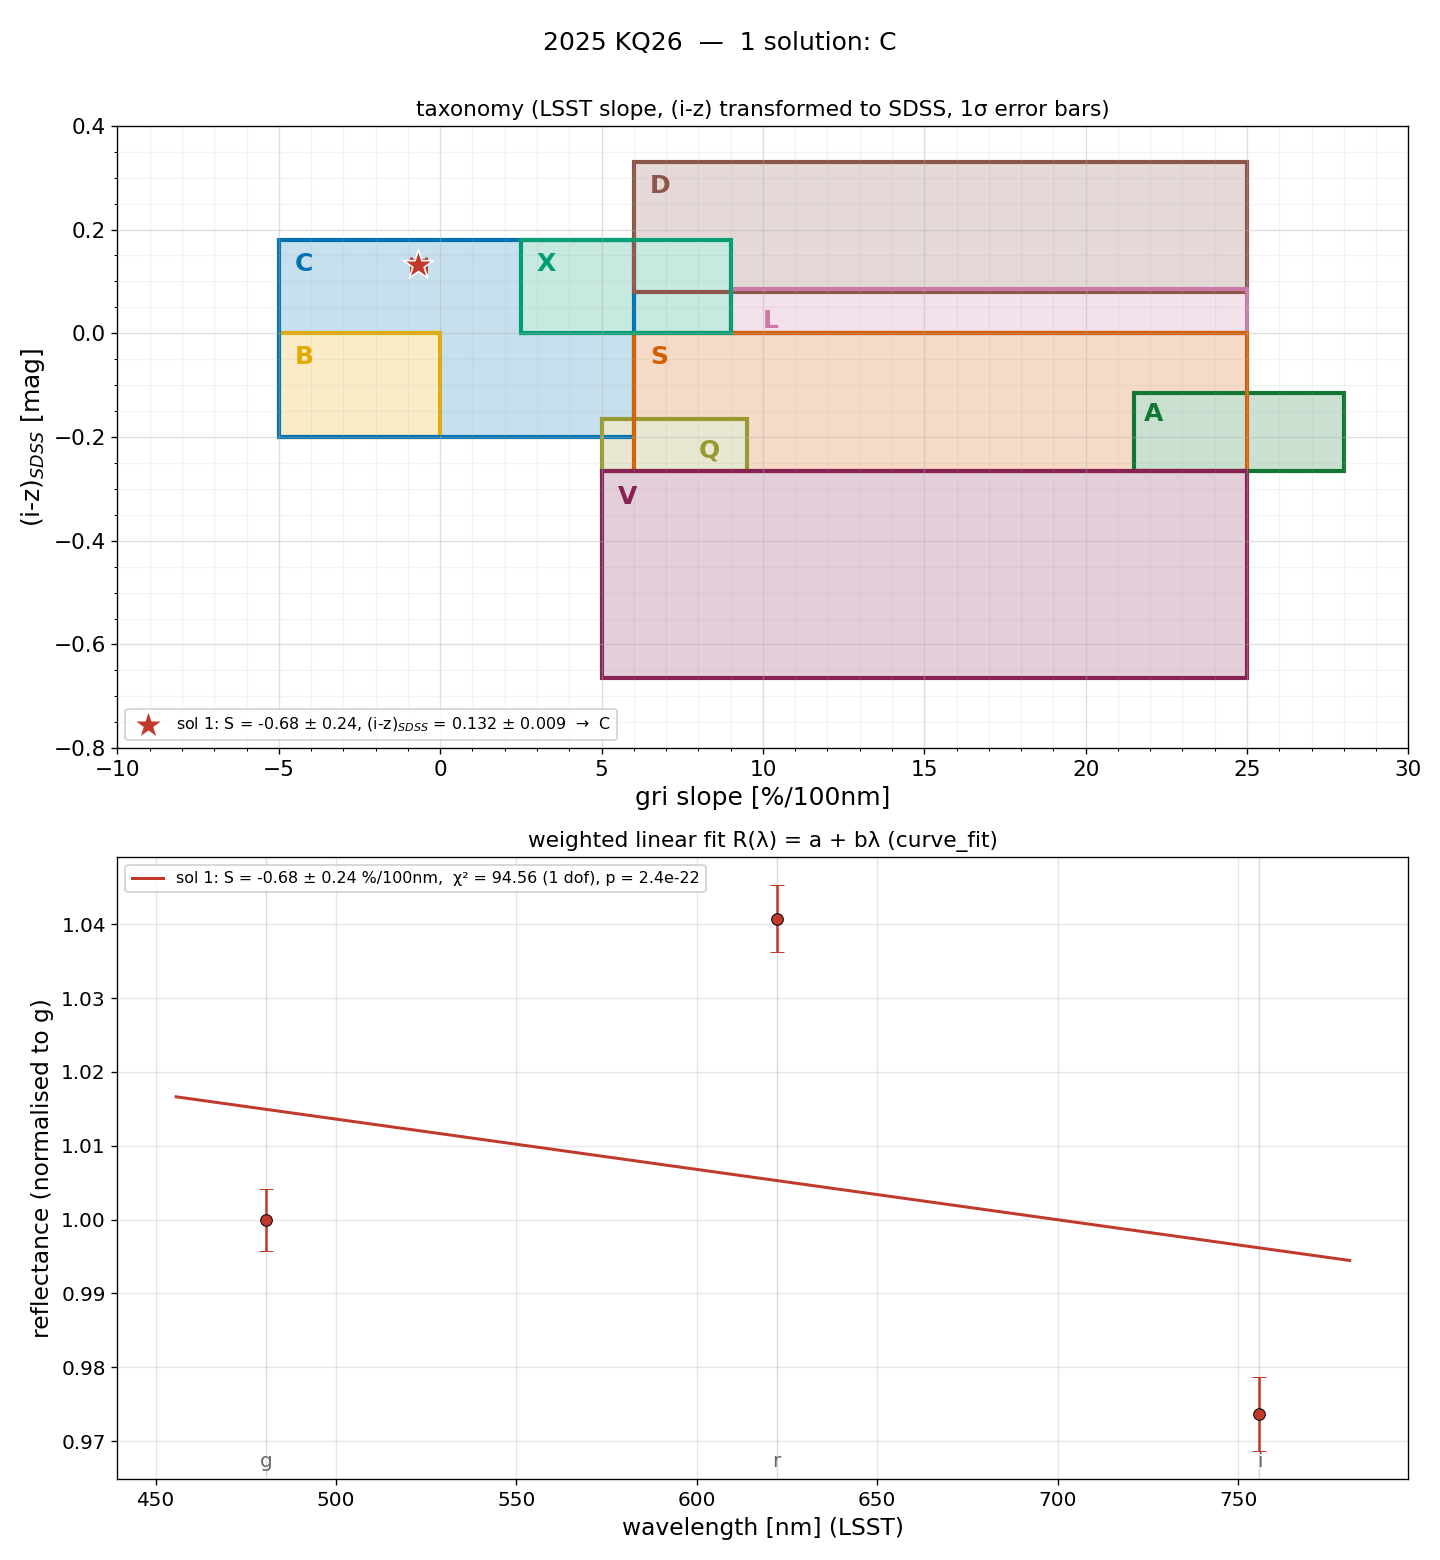 2025 KQ26 — 1 solution: C
taxonomy (LSST slope, (i-z) transformed to SDSS, 1σ error bars)
0.4
0.2
0.0
−0.2
−0.4
−0.6
−0.8
(i-z)SDSS [mag]
D
C
X
L
B
S
A
Q
V
sol 1: S = -0.68 ± 0.24, (i-z)SDSS = 0.132 ± 0.009 → C
−10 −5 0 5 10 15 20 25 30
gri slope [%/100nm]
weighted linear fit R(λ) = a + bλ (curve_fit)
sol 1: S = -0.68 ± 0.24 %/100nm, χ² = 94.56 (1 dof), p = 2.4e-22
1.04
1.03
1.02
1.01
1.00
0.99
0.98
0.97
reflectance (normalised to g)
g r i
450 500 550 600 650 700 750
wavelength [nm] (LSST)